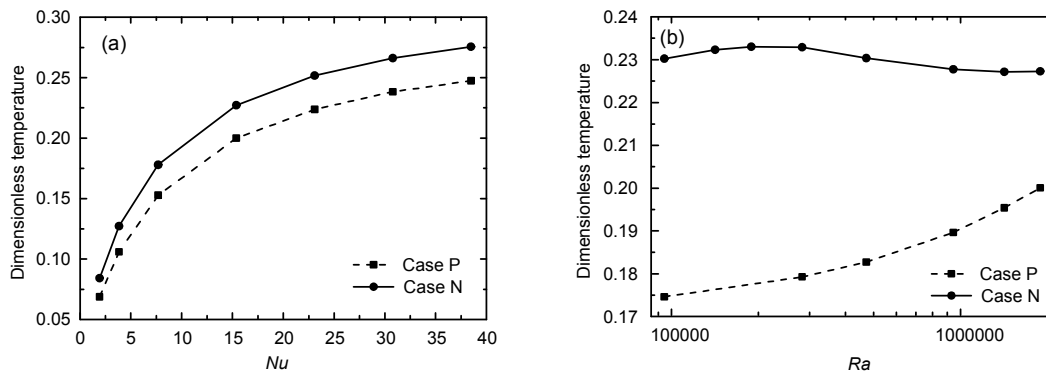 (a)
Dimensionless temperature
0.30
0.25
0.20
0.15
0.10
0.05
0 5 10 15 20 25 30 35 40
Nu
Case P
Case N
(b)
Dimensionless temperature
0.24
0.23
0.22
0.21
0.20
0.19
0.18
0.17
100000 1000000
Ra
Case P
Case N